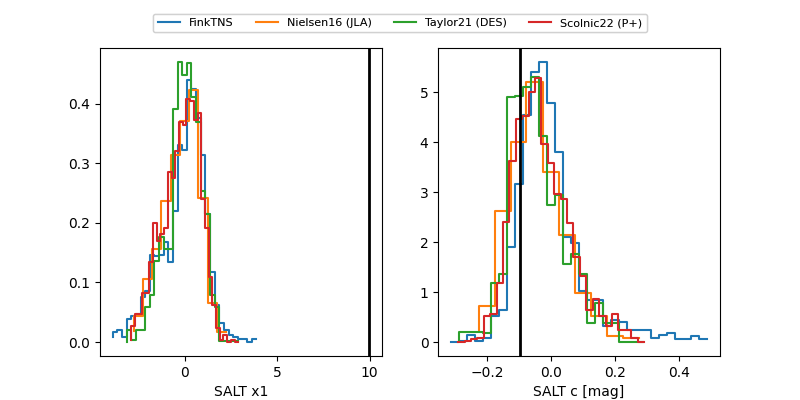 FinkTNS Nielsen16 (JLA) Taylor21 (DES) Scolnic22 (P+)
0.4
0.3
0.2
0.1
0.0
0 5 10
SALT x1
5
4
3
2
1
0
−0.2 0.0 0.2 0.4
SALT c [mag]